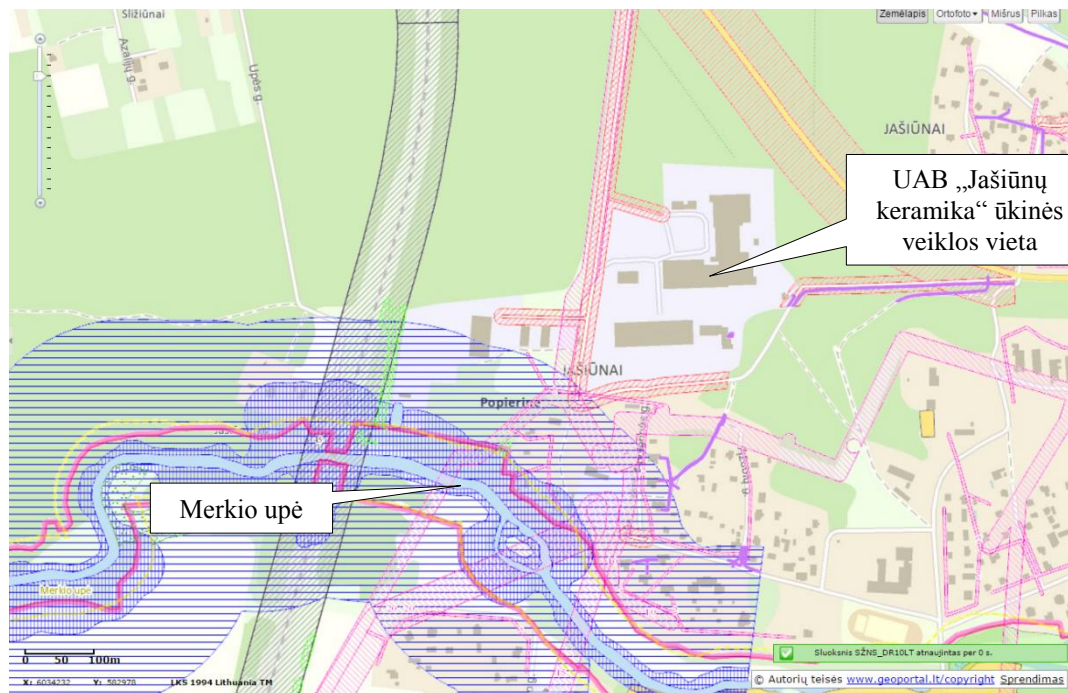 Sližiūnai
Azalijų g.
Upės g.
Žemėlapis Ortofoto Mišrus Pilkas
JAŠIŪNAI
UAB „Jašiūnų
keramika“ ūkinės
veiklos vieta
JAŠIŪNAI
Popierinė
Merkio upė
Merkio upė
0 50 100m
X: 6034232 Y: 582978 LKS 1994 Lithuania TM
Sluoksnis SŽNS_DR10LT atnaujintas per 0 s.
© Autorių teisės www.geoportal.lt/copyright Sprendimas